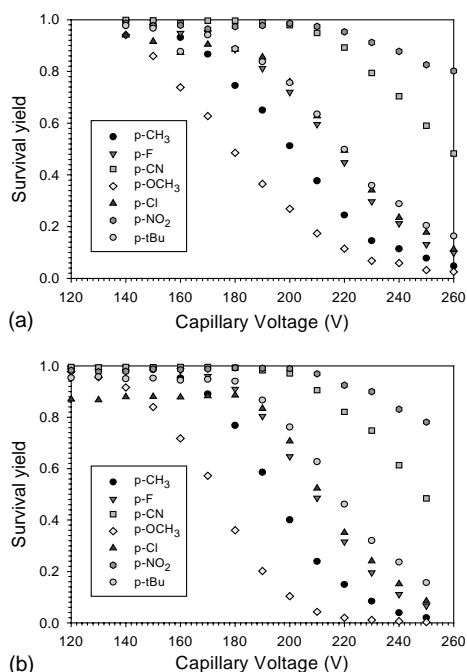 1.0
0.8
0.6
0.4
0.2
0.0
Survival yield
p-CH3
p-F
p-CN
p-OCH3
p-Cl
p-NO2
p-tBu
120 140 160 180 200 220 240 260
(a)
Capillary Voltage (V)
1.0
0.8
0.6
0.4
0.2
0.0
Survival yield
p-CH3
p-F
p-CN
p-OCH3
p-Cl
p-NO2
p-tBu
120 140 160 180 200 220 240 260
(b)
Capillary Voltage (V)